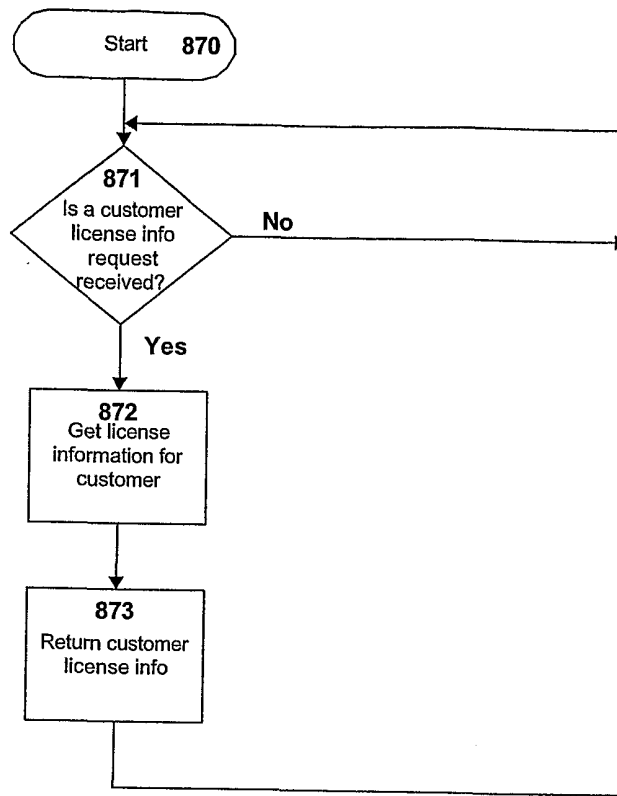 Start 870
871
Is a customer
license info
request
received?
No
Yes
872
Get license
information for
customer
873
Return customer
license info